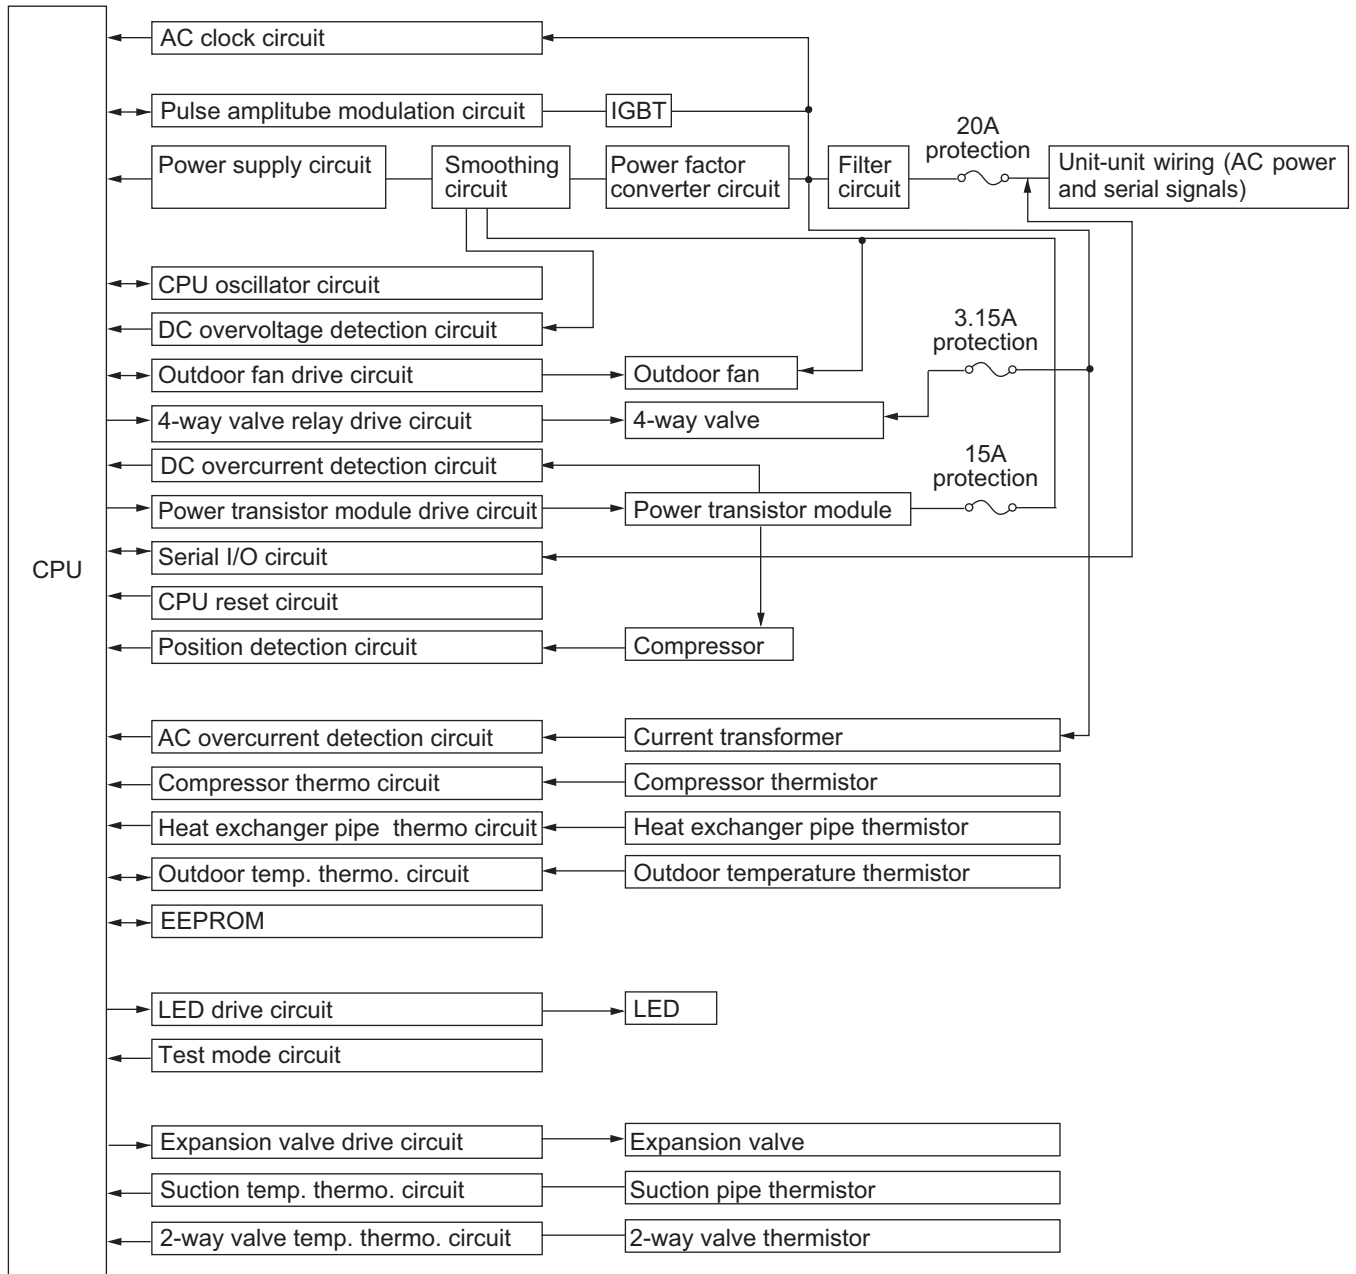 AC clock circuit
Pulse amplitube modulation circuit
IGBT
20A
protection
Power supply circuit
Smoothing
circuit
Power factor
converter circuit
Filter
circuit
Unit-unit wiring (AC power
and serial signals)
CPU oscillator circuit
DC overvoltage detection circuit
3.15A
protection
Outdoor fan drive circuit
Outdoor fan
4-way valve relay drive circuit
4-way valve
DC overcurrent detection circuit
15A
protection
Power transistor module drive circuit
Power transistor module
Serial I/O circuit
CPU
CPU reset circuit
Position detection circuit
Compressor
AC overcurrent detection circuit
Current transformer
Compressor thermo circuit
Compressor thermistor
Heat exchanger pipe thermo circuit
Heat exchanger pipe thermistor
Outdoor temp. thermo. circuit
Outdoor temperature thermistor
EEPROM
LED drive circuit
LED
Test mode circuit
Expansion valve drive circuit
Expansion valve
Suction temp. thermo. circuit
Suction pipe thermistor
2-way valve temp. thermo. circuit
2-way valve thermistor